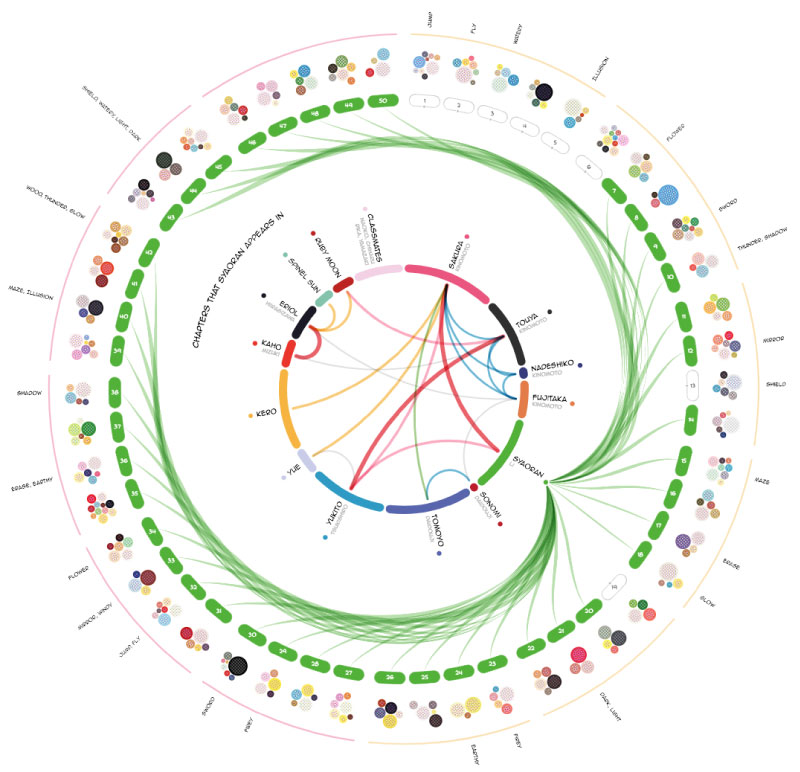 JUMP
FLY
WATERY
ILLUSION
FLOWER
SWORD
THUNDER, SHADOW
MIRROR
SHIELD
MAZE
ERASE
GLOW
DARK, LIGHT
FIREY
EARTHY
FIREY
SWORD
JUMP, FLY
MIRROR, WINDY
FLOWER
ERASE, EARTHY
SHADOW
MAZE, ILLUSION
WOOD, THUNDER, GLOW
SHIELD, WATERY, LIGHT, DARK
1
2
3
4
5
6
7
8
9
10
11
12
13
14
15
16
17
18
19
20
21
22
23
24
25
26
27
28
29
30
31
32
33
34
35
36
37
38
39
40
41
42
43
44
45
46
47
48
49
50
CHAPTERS THAT SYAORAN APPEARS IN
SAKURA
KINOMOTO
TOUYA
KINOMOTO
NADESHIKO
KINOMOTO
FUJITAKA
KINOMOTO
SYAORAN
LI
SONOMI
DAIDOUJI
TOMOYO
DAIDOUJI
YUKITO
TSUKISHIRO
YUE
KERO
KAHO
MIZUKI
ERIOL
HIIRAGIZAWA
SPINEL SUN
RUBY MOON
CLASSMATES